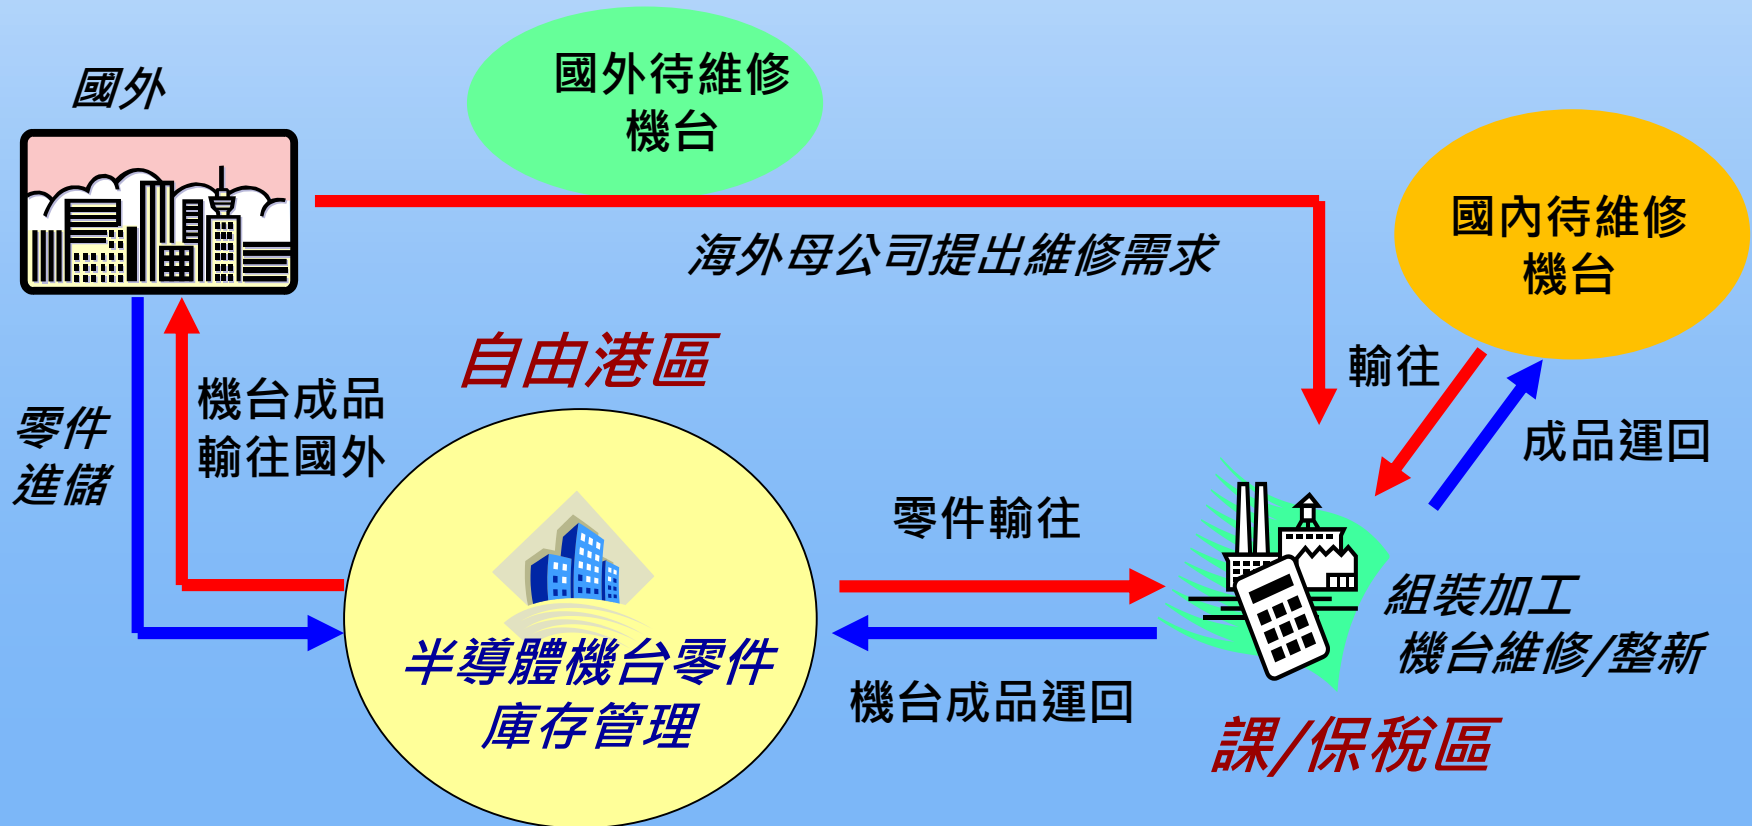 國外
國外待維修
機台
國內待維修
機台
海外母公司提出維修需求
自由港區
輸往
機台成品
輸往國外
零件
進儲
成品運回
零件輸往
組裝加工
機台維修/整新
半導體機台零件
庫存管理
機台成品運回
課/保稅區